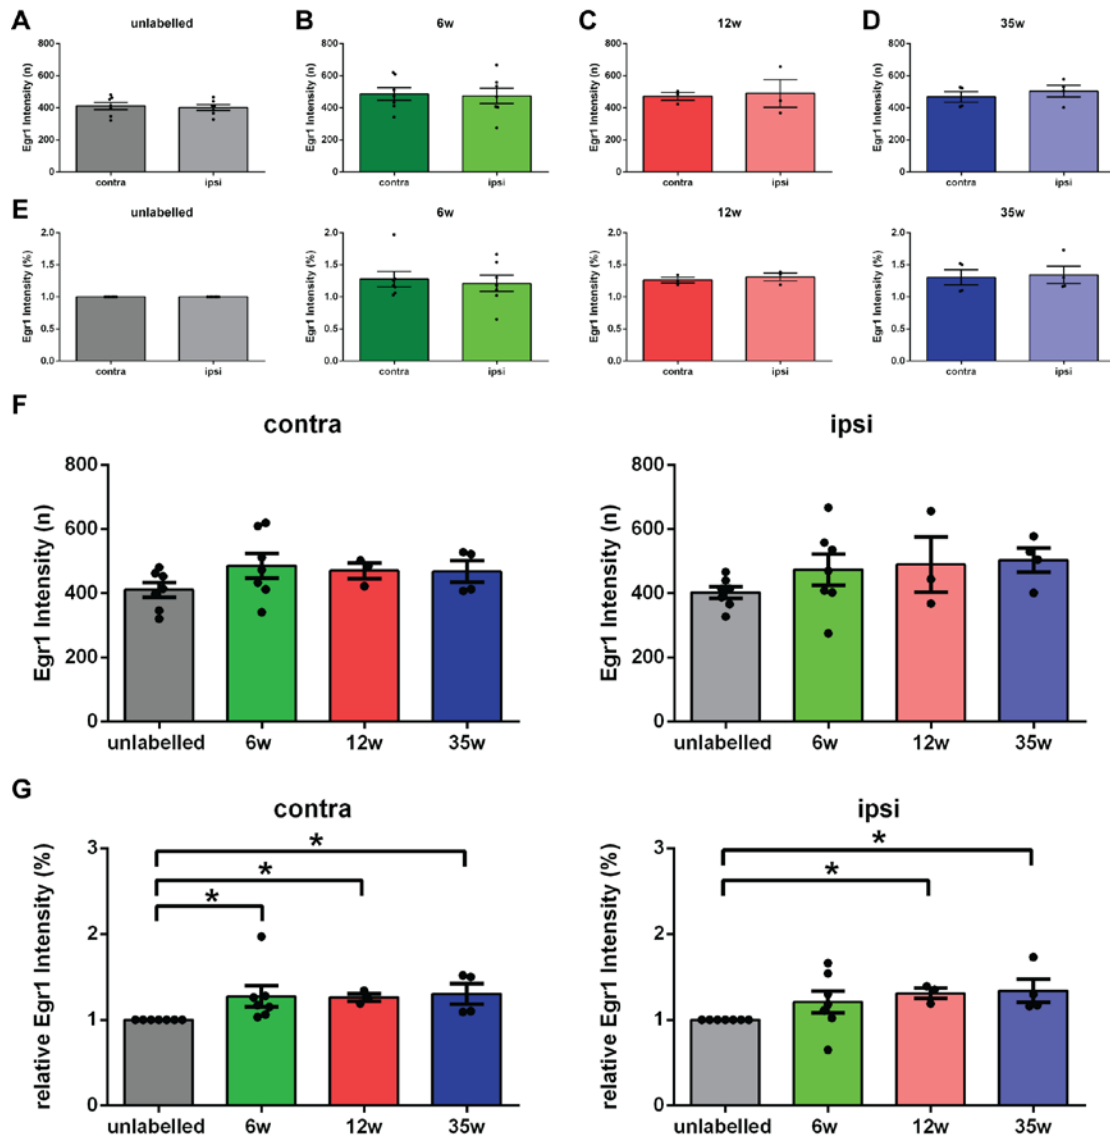 A unlabelled B 6w C 12w D 35w
Egr1 Intensity (n) 800 600 400 200 0 contra ipsi
Egr1 Intensity (n) 800 600 400 200 0 contra ipsi
Egr1 Intensity (n) 800 600 400 200 0 contra ipsi
Egr1 Intensity (n) 800 600 400 200 0 contra ipsi
E unlabelled 6w 12w 35w
Egr1 Intensity (%) 2.0 1.5 1.0 0.5 0.0 contra ipsi
Egr1 Intensity (%) 2.0 1.5 1.0 0.5 0.0 contra ipsi
Egr1 Intensity (%) 2.0 1.5 1.0 0.5 0.0 contra ipsi
Egr1 Intensity (%) 2.0 1.5 1.0 0.5 0.0 contra ipsi
F
contra
Egr1 Intensity (n)
800
600
400
200
0
unlabelled 6w 12w 35w
ipsi
Egr1 Intensity (n)
800
600
400
200
0
unlabelled 6w 12w 35w
G
contra
relative Egr1 Intensity (%)
3
2
1
0
*
*
*
unlabelled 6w 12w 35w
ipsi
relative Egr1 Intensity (%)
3
2
1
0
*
*
unlabelled 6w 12w 35w